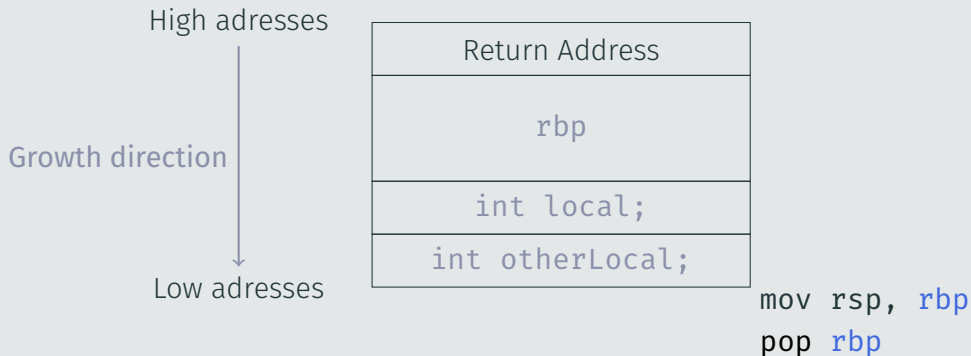 High adresses
Return Address
rbp
Growth direction
int local;
int otherLocal;
Low adresses
mov rsp, rbp
pop rbp